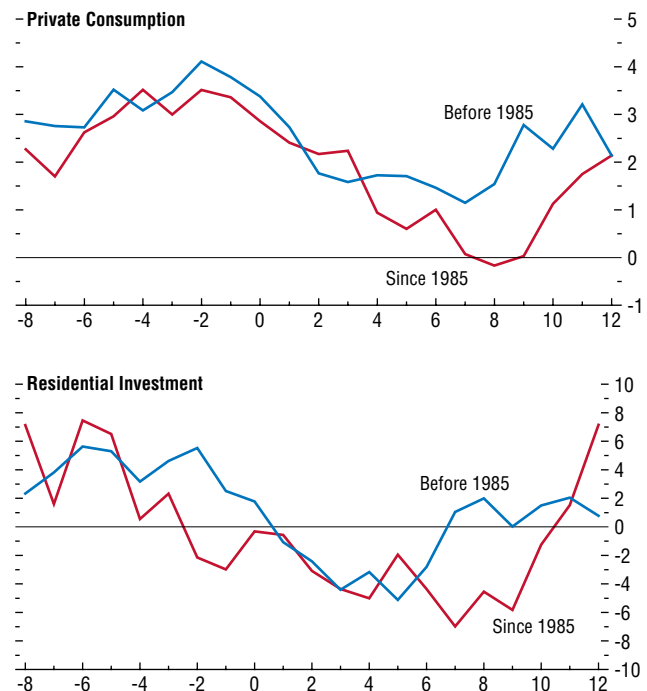 Private Consumption
5
4
Before 1985
3
2
1
0
Since 1985
-1
-8 -6 -4 -2 0 2 4 6 8 10 12
Residential Investment
10
8
6
Before 1985
4
2
0
-2
-4
-6
Since 1985
-8
-10
-8 -6 -4 -2 0 2 4 6 8 10 12